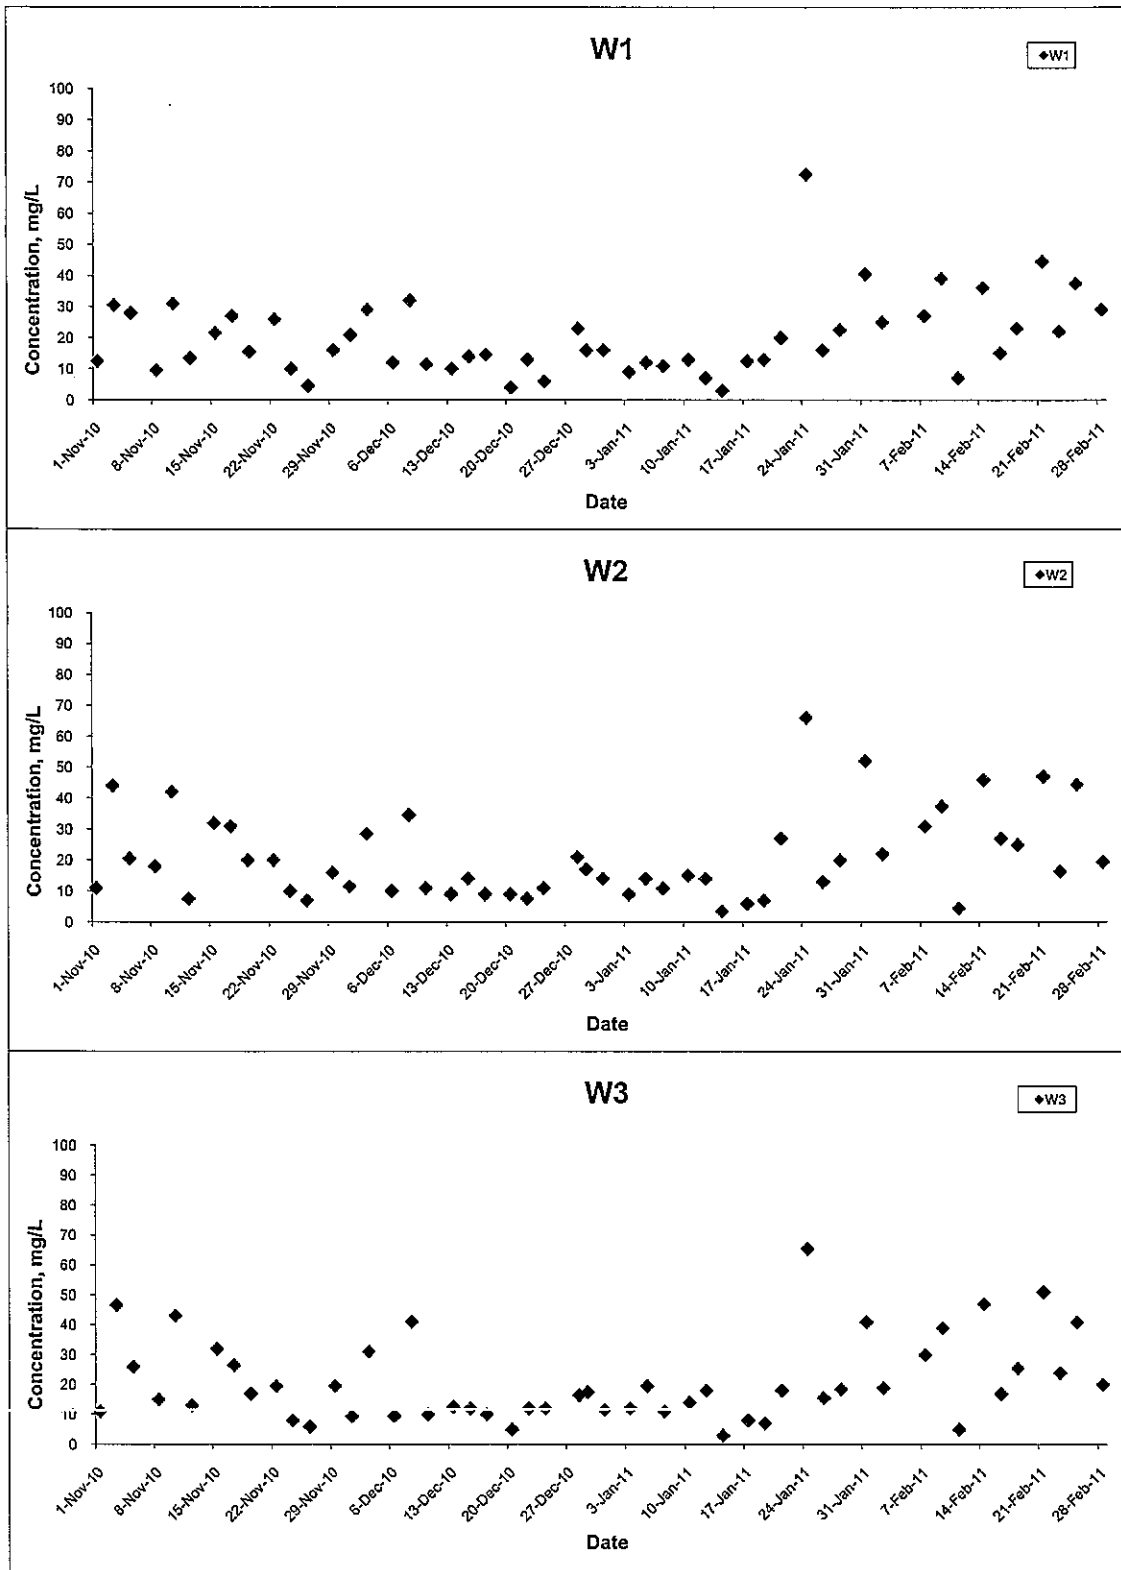 W1
◆W1
Concentration, mg/L
100
90
80
70
60
50
40
30
20
10
0
1-Nov-10 8-Nov-10 15-Nov-10 22-Nov-10 29-Nov-10 6-Dec-10 13-Dec-10 20-Dec-10 27-Dec-10 3-Jan-11 10-Jan-11 17-Jan-11 24-Jan-11 31-Jan-11 7-Feb-11 14-Feb-11 21-Feb-11 28-Feb-11
Date
W2
◆W2
Concentration, mg/L
100
90
80
70
60
50
40
30
20
10
0
1-Nov-10 8-Nov-10 15-Nov-10 22-Nov-10 29-Nov-10 6-Dec-10 13-Dec-10 20-Dec-10 27-Dec-10 3-Jan-11 10-Jan-11 17-Jan-11 24-Jan-11 31-Jan-11 7-Feb-11 14-Feb-11 21-Feb-11 28-Feb-11
Date
W3
◆W3
Concentration, mg/L
100
90
80
70
60
50
40
30
20
10
0
1-Nov-10 8-Nov-10 15-Nov-10 22-Nov-10 29-Nov-10 6-Dec-10 13-Dec-10 20-Dec-10 27-Dec-10 3-Jan-11 10-Jan-11 17-Jan-11 24-Jan-11 31-Jan-11 7-Feb-11 14-Feb-11 21-Feb-11 28-Feb-11
Date